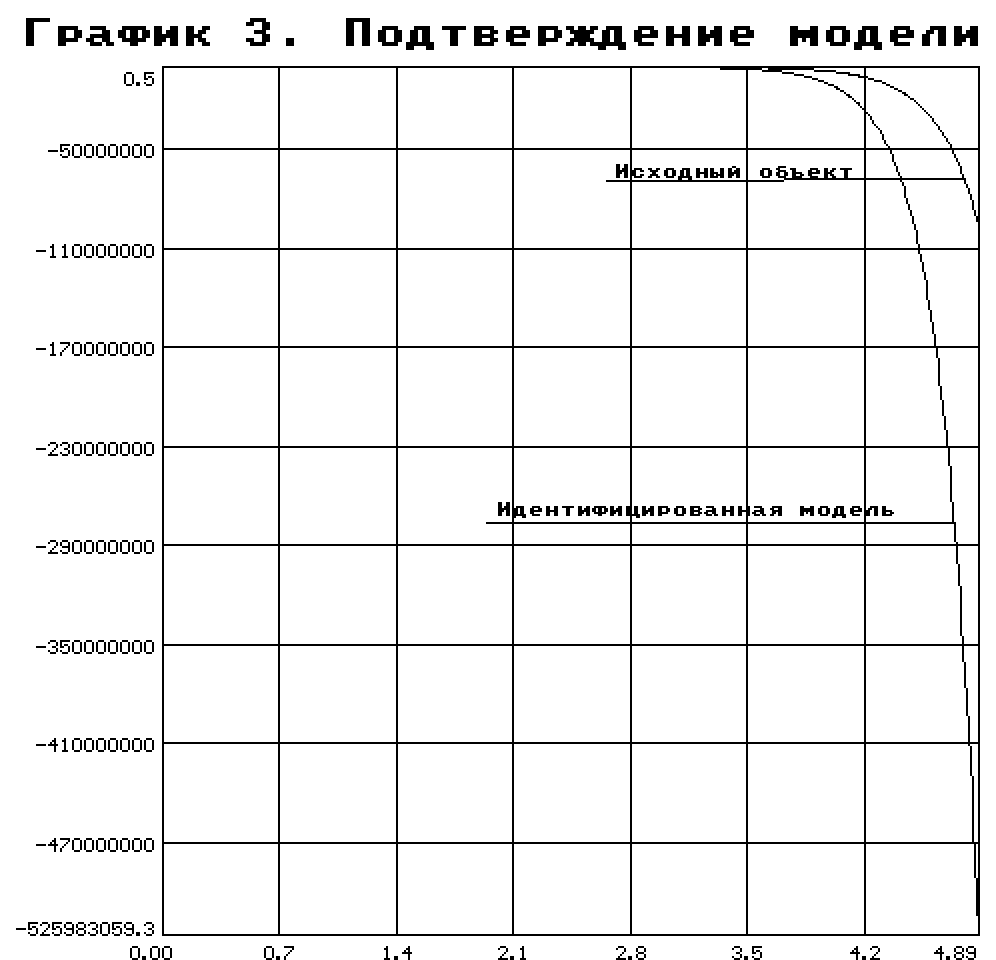 График 3. Подтверждение модели
0.5
-50000000
Исходный объект
-110000000
-170000000
-230000000
Идентифицированная модель
-290000000
-350000000
-410000000
-470000000
-525983059.3
0.00 0.7 1.4 2.1 2.8 3.5 4.2 4.89